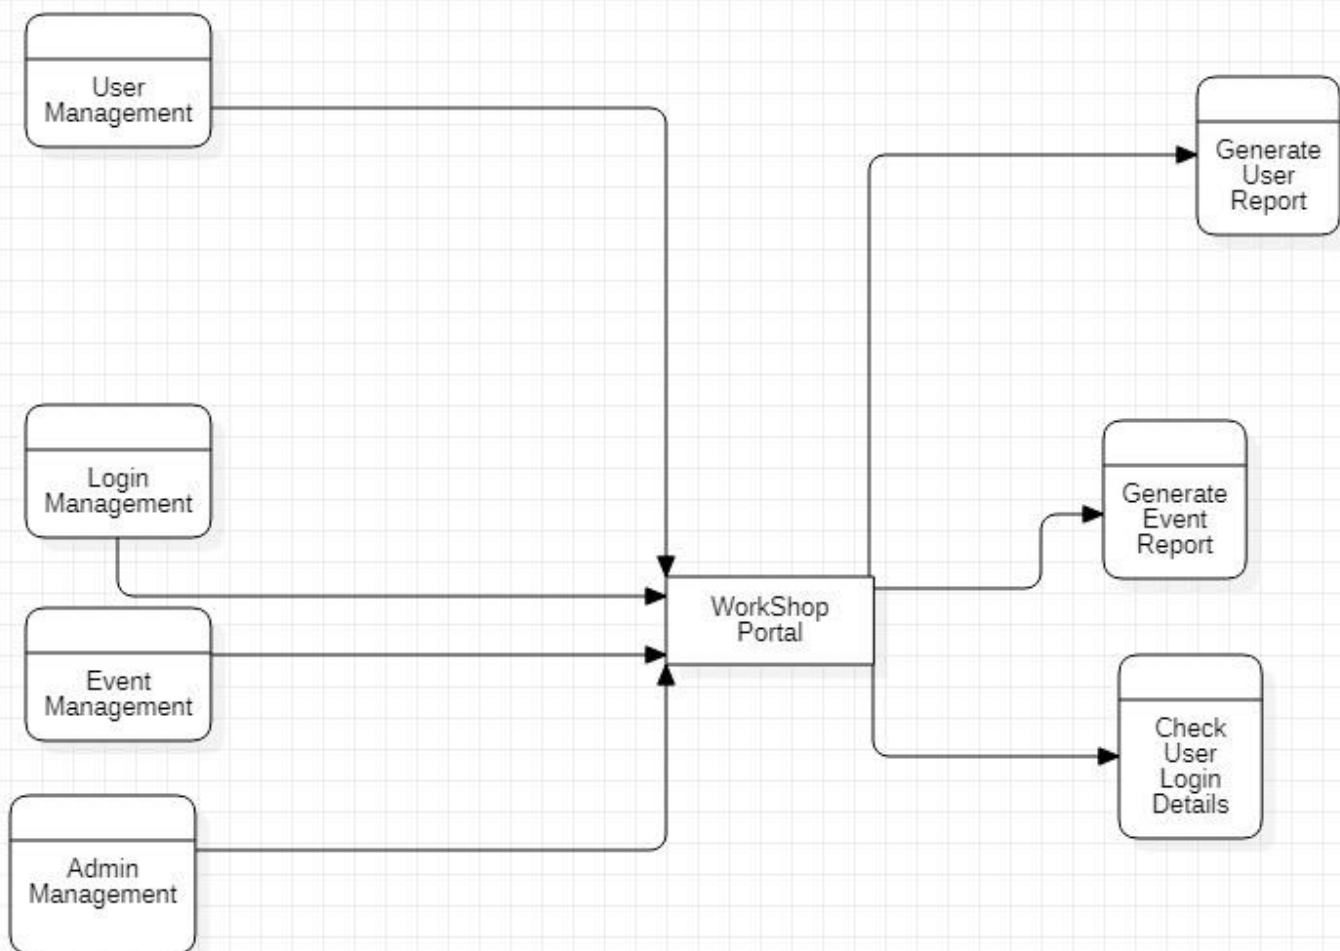 User
Management
Generate
User
Report
Login
Management
Generate
Event
Report
WorkShop
Portal
Event
Management
Check
User
Login
Details
Admin
Management